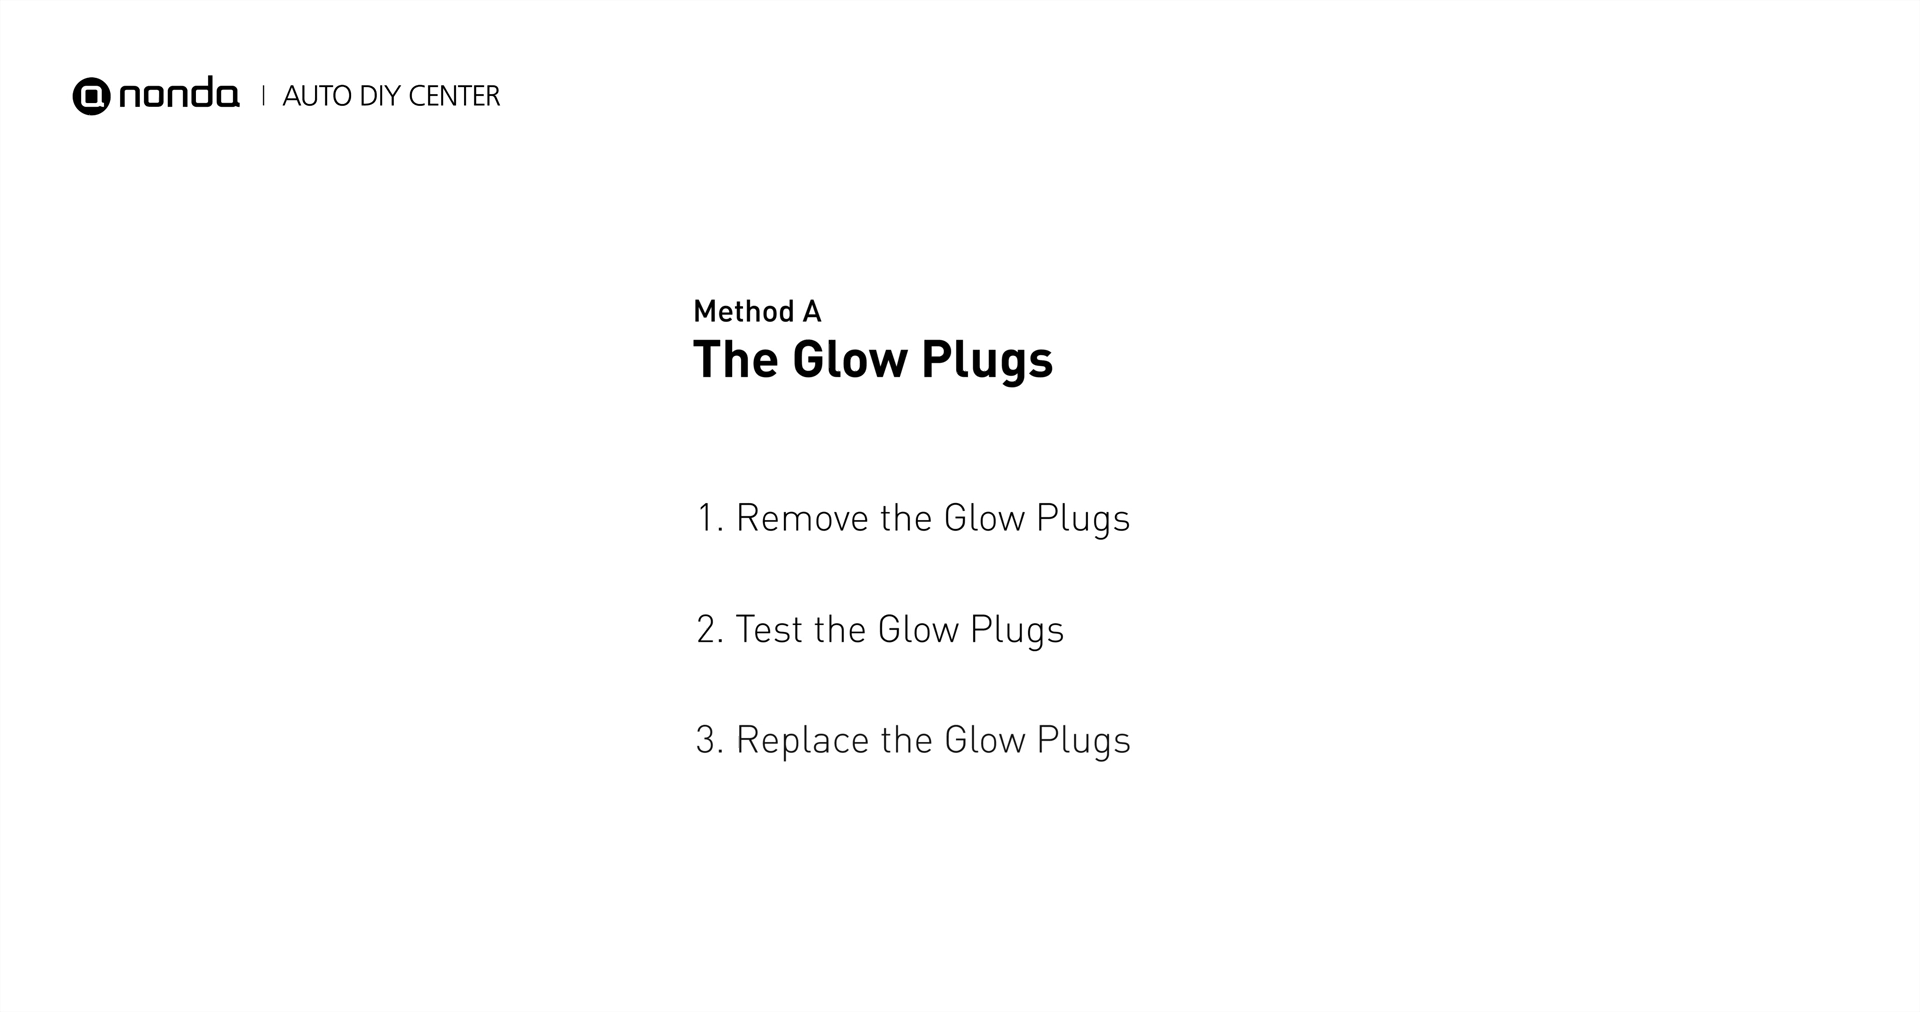 nonda | AUTO DIY CENTER
Method A
The Glow Plugs
1. Remove the Glow Plugs
2. Test the Glow Plugs
3. Replace the Glow Plugs